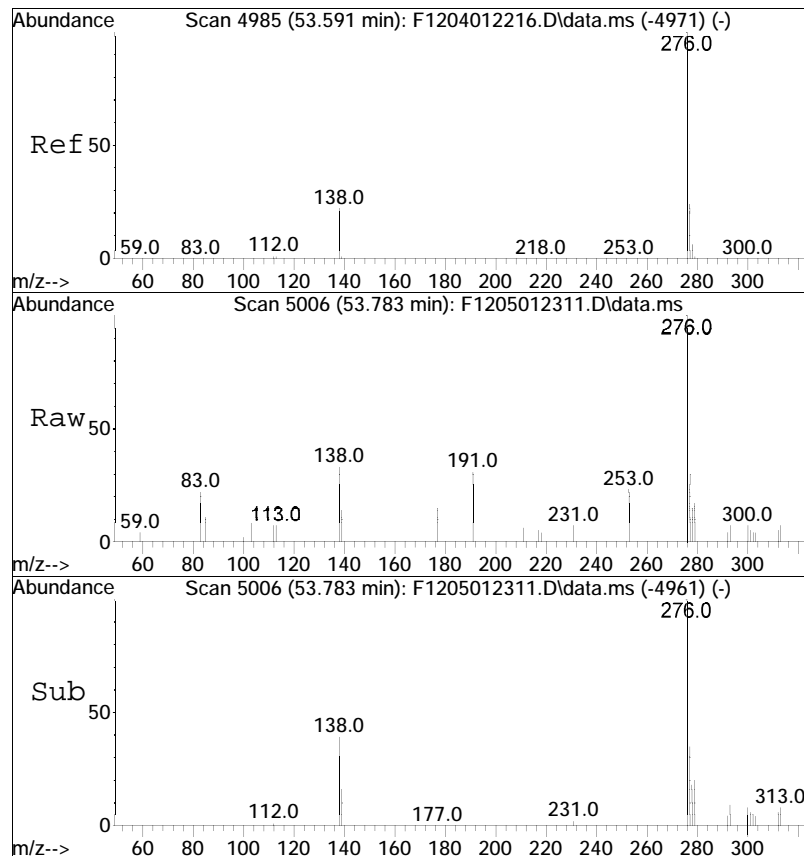 Abundance Scan 4985 (53.591 min): F1204012216.D\data.ms (-4971) (-)
276.0
Ref 50
138.0
59.0 83.0 112.0 218.0 253.0 300.0
0
m/z--> 60 80 100 120 140 160 180 200 220 240 260 280 300
Abundance Scan 5006 (53.783 min): F1205012311.D\data.ms
276.0
Raw 50
138.0 191.0
83.0 253.0
59.0 113.0 231.0 300.0
0
m/z--> 60 80 100 120 140 160 180 200 220 240 260 280 300
Abundance Scan 5006 (53.783 min): F1205012311.D\data.ms (-4961) (-)
276.0
Sub 50
138.0
112.0 177.0 231.0 313.0
0
m/z--> 60 80 100 120 140 160 180 200 220 240 260 280 300